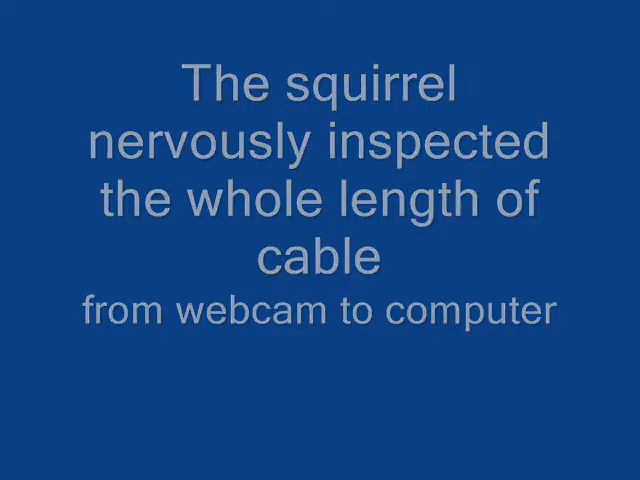 The squirrel
nervously inspected
the whole length of
cable
from webcam to computer